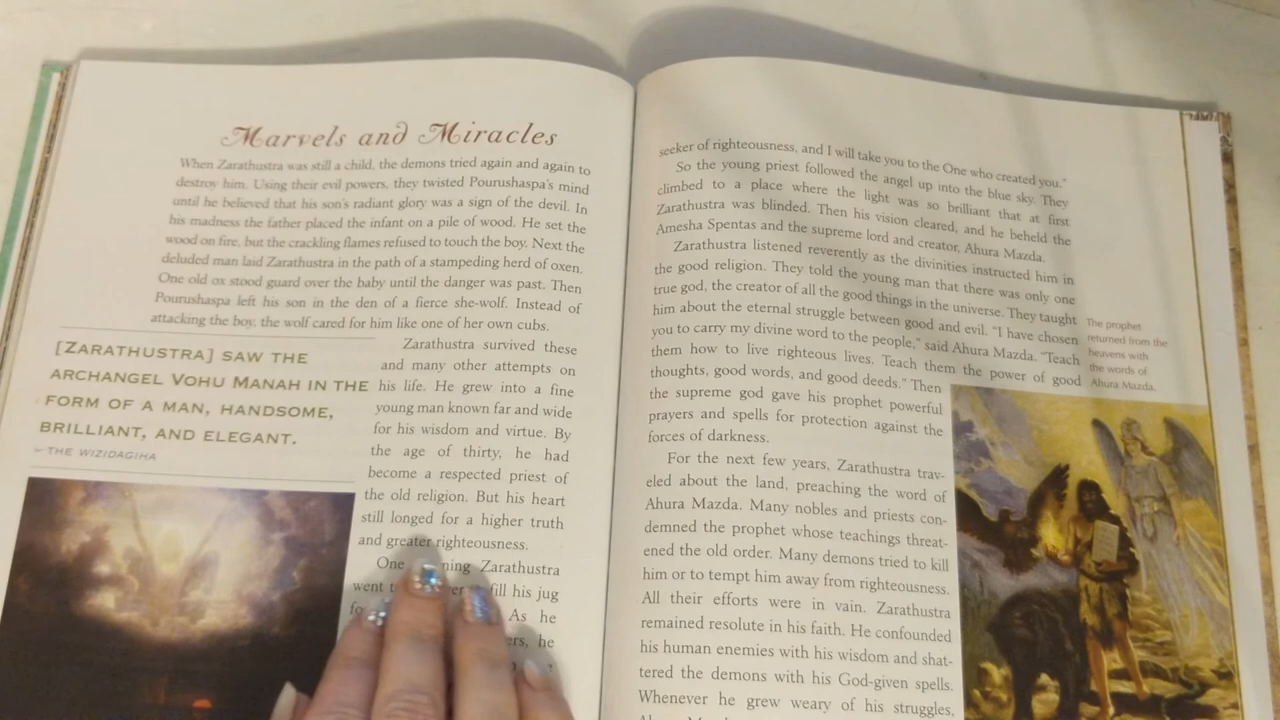 Marvels and Miracles
When Zarathustra was still a child, the demons tried again and again to
destroy him. Using their evil powers, they twisted Pourushaspa's mind
until he believed that his son's radiant glory was a sign of the devil. In
his madness the father placed the infant on a pile of wood. He set the
wood on fire, but the crackling flames refused to touch the boy. Next the
deluded man laid Zarathustra in the path of a stampeding herd of oxen.
One old ox stood guard over the baby until the danger was past. Then
Pourushaspa left his son in the den of a fierce she-wolf. Instead of
attacking the boy, the wolf cared for him like one of her own cubs.
Zarathustra survived these
and many other attempts on
his life. He grew into a fine
young man known far and wide
for his wisdom and virtue. By
the age of thirty, he had
become a respected priest of
the old religion. But his heart
still longed for a higher truth
and greater righteousness.
One ning Zarathustra
went fill his jug
As he
he
[ZARATHUSTRA] SAW THE
ARCHANGEL VOHU MANAH IN THE
FORM OF A MAN, HANDSOME,
BRILLIANT, AND ELEGANT.
THE WIZIDAGIHA
seeker of righteousness, and I will take you to the One who created you."
So the young priest followed the angel up into the blue sky. They
climbed to a place where the light was so brilliant that at first
Zarathustra was blinded. Then his vision cleared, and he beheld the
Amesha Spentas and the supreme lord and creator, Ahura Mazda.
Zarathustra listened reverently as the divinities instructed him in
the good religion. They told the young man that there was only one
true god, the creator of all the good things in the universe. They taught
him about the eternal struggle between good and evil. "I have chosen
you to carry my divine word to the people," said Ahura Mazda. "Teach
them how to live righteous lives. Teach them the power of good
thoughts, good words, and good deeds." Then
the supreme god gave his prophet powerful
prayers and spells for protection against the
forces of darkness.
For the next few years, Zarathustra trav-
eled about the land, preaching the word of
Ahura Mazda. Many nobles and priests con-
demned the prophet whose teachings threat-
ened the old order. Many demons tried to kill
him or to tempt him away from righteousness.
All their efforts were in vain. Zarathustra
remained resolute in his faith. He confounded
his human enemies with his wisdom and shat-
tered the demons with his God-given spells.
Whenever he grew weary of his struggles,
The prophet
returned from the
heavens with
the words of
Ahura Mazda.